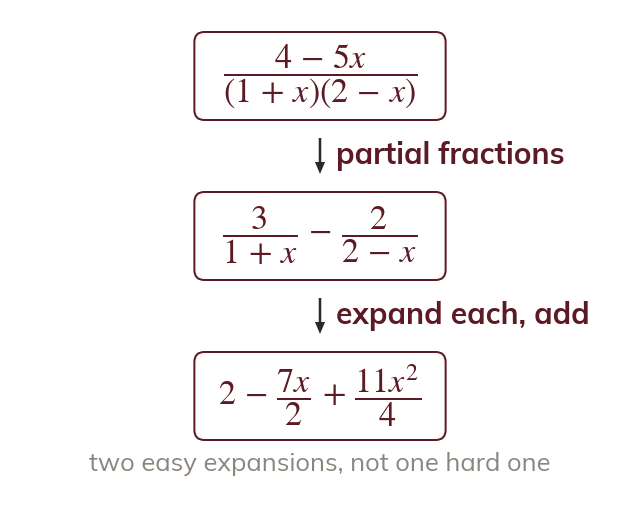 (4 − 5x)/((1 + x)(2 − x))
partial fractions
3/(1 + x) − 2/(2 − x)
expand each, add
2 − 7x/2 + 11x²/4
two easy expansions, not one hard one